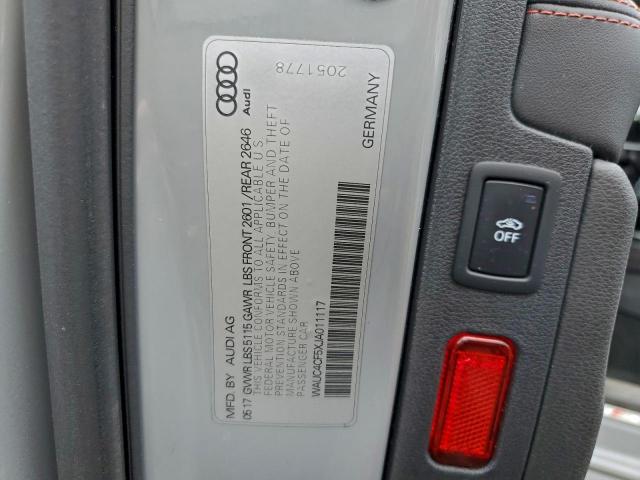 Audi
2051778
MFD. BY AUDI AG
05 17 GVWR LBS 5115 GAWR LBS FRONT 2601 / REAR 2646
THIS VEHICLE CONFORMS TO ALL APPLICABLE U S
FEDERAL MOTOR VEHICLE SAFETY, BUMPER AND THEFT
PREVENTION STANDARDS IN EFFECT ON THE DATE OF
MANUFACTURE SHOWN ABOVE
PASSENGER CAR
WAUC4CF5XJA011117
GERMANY
OFF